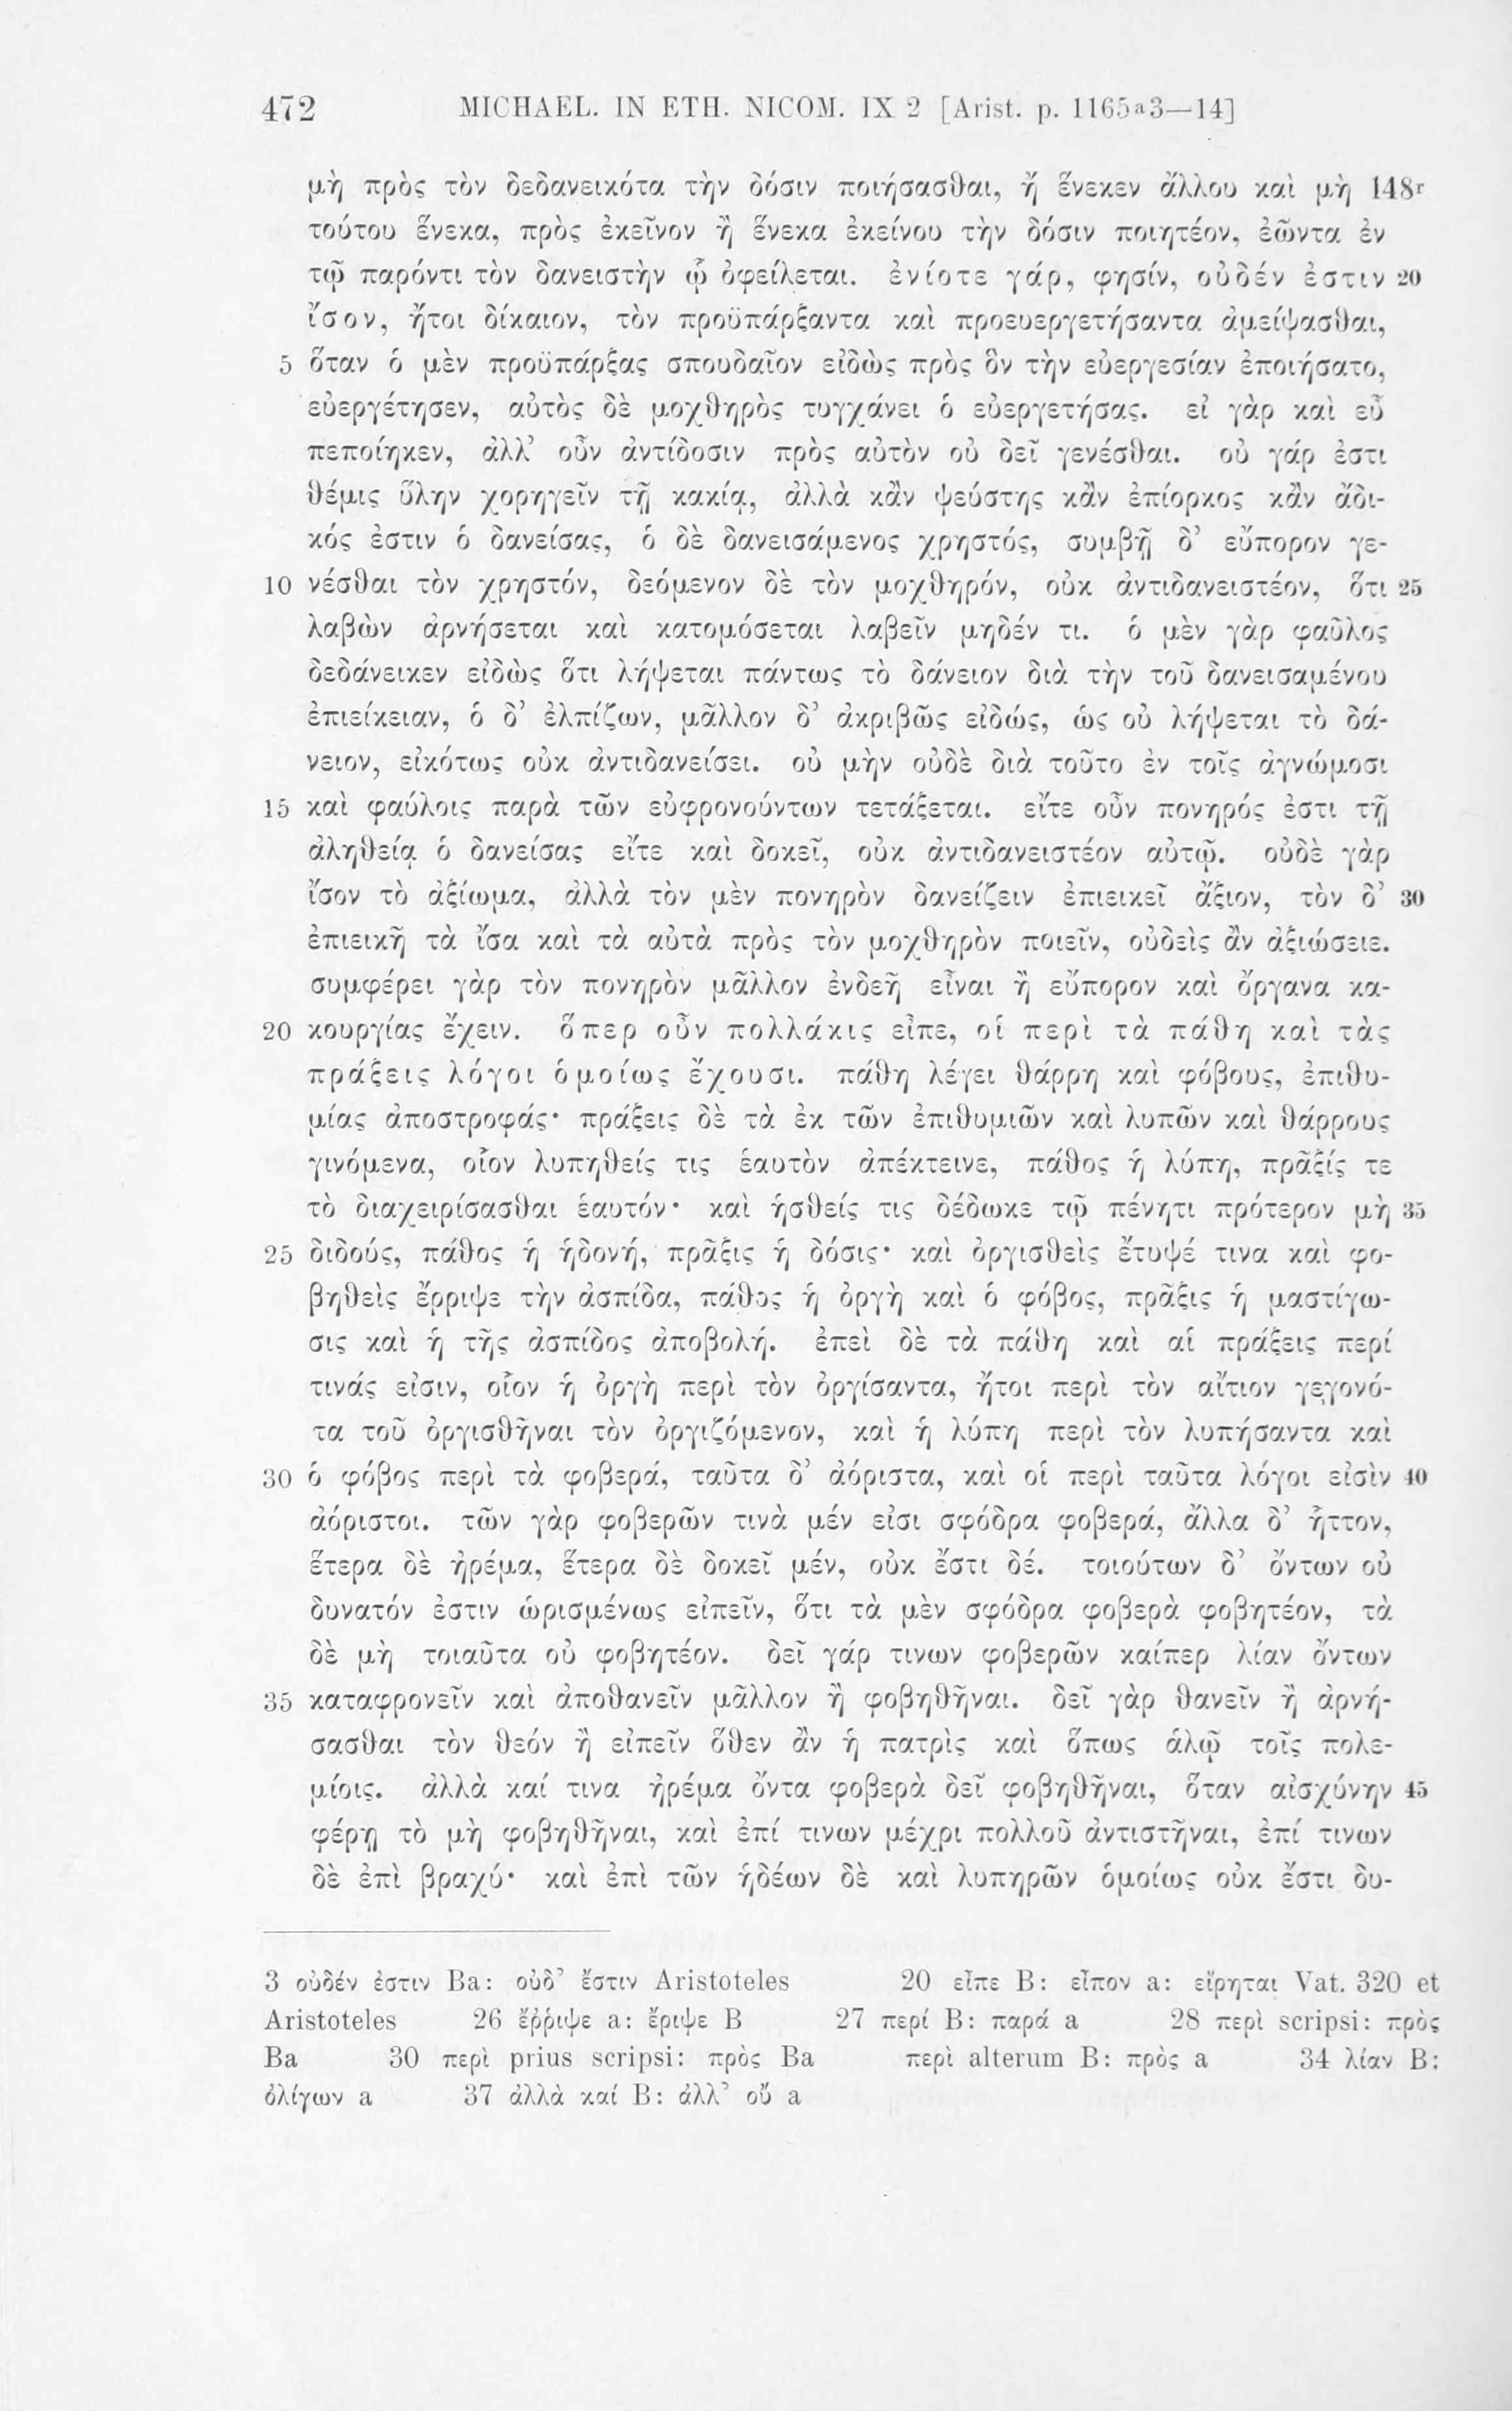 472 MICHAEL. IN ETH. NICOM. IX 2 [Arist. p. 1165a3—14]
μὴ πρὸς τὸν δεδανεικότα τὴν δόσιν ποιήσασθαι, ἤ ἕνεκεν ἄλλου καὶ μὴ 148r
τούτου ἕνεκα, πρὸς ἐκεῖνον ἢ ἕνεκα ἐκείνου τὴν δόσιν ποιητέον, ἐῶντα ἐν
τῷ παρόντι τὸν δανειστὴν ᾧ ὀφείλεται. ἐνίοτε γάρ, φησίν, οὐδέν ἐστιν 20
ἴσον, ἤτοι δίκαιον, τὸν προϋπάρξαντα καὶ προευεργετήσαντα ἀμείψασθαι,
5 ὅταν ὁ μὲν προϋπάρξας σπουδαῖον εἰδὼς πρὸς ὃν τὴν εὐεργεσίαν ἐποιήσατο,
εὐεργέτησεν, αὐτὸς δὲ μοχθηρὸς τυγχάνει ὁ εὐεργετήσας. εἰ γὰρ καὶ εὖ
πεποίηκεν, ἀλλ’ οὖν ἀντίδοσιν πρὸς αὐτὸν οὐ δεῖ γενέσθαι. οὐ γάρ ἐστι
θέμις ὕλην χορηγεῖν τῇ κακίᾳ, ἀλλὰ κἂν ψεύστης κἂν ἐπίορκος κἂν ἄδι-
κός ἐστιν ὁ δανείσας, ὁ δὲ δανεισάμενος χρηστός, συμβῇ δ’ εὔπορον γε-
10 νέσθαι τὸν χρηστόν, δεόμενον δὲ τὸν μοχθηρόν, οὐκ ἀντιδανειστέον, ὅτι 25
λαβὼν ἀρνήσεται καὶ κατομόσεται λαβεῖν μηδέν τι. ὁ μὲν γὰρ φαῦλος
δεδάνεικεν εἰδὼς ὅτι λήψεται πάντως τὸ δάνειον διὰ τὴν τοῦ δανεισαμένου
ἐπιείκειαν, ὁ δ’ ἐλπίζων, μᾶλλον δ’ ἀκριβῶς εἰδώς, ὡς οὐ λήψεται τὸ δά-
νειον, εἰκότως οὐκ ἀντιδανείσει. οὐ μὴν οὐδὲ διὰ τοῦτο ἐν τοῖς ἀγνώμοσι
15 καὶ φαύλοις παρὰ τῶν εὐφρονούντων τετάξεται. εἴτε οὖν πονηρός ἐστι τῇ
ἀληθείᾳ ὁ δανείσας εἴτε καὶ δοκεῖ, οὐκ ἀντιδανειστέον αὐτῷ. οὐδὲ γὰρ
ἴσον τὸ ἀξίωμα, ἀλλὰ τὸν μὲν πονηρὸν δανείζειν ἐπιεικεῖ ἄξιον, τὸν δ’ 30
ἐπιεικῆ τὰ ἴσα καὶ τὰ αὐτὰ πρὸς τὸν μοχθηρὸν ποιεῖν, οὐδεὶς ἂν ἀξιώσειε.
συμφέρει γὰρ τὸν πονηρὸν μᾶλλον ἐνδεῆ εἶναι ἢ εὔπορον καὶ ὄργανα κα-
20 κουργίας ἔχειν. ὅπερ οὖν πολλάκις εἶπε, οἱ περὶ τὰ πάθη καὶ τὰς
πράξεις λόγοι ὁμοίως ἔχουσι. πάθη λέγει θάρρη καὶ φόβους, ἐπιθυ-
μίας ἀποστροφάς· πράξεις δὲ τὰ ἐκ τῶν ἐπιθυμιῶν καὶ λυπῶν καὶ θάρρους
γινόμενα, οἷον λυπηθείς τις ἑαυτὸν ἀπέκτεινε, πάθος ἡ λύπη, πρᾶξίς τε
τὸ διαχειρίσασθαι ἑαυτόν· καὶ ἡσθείς τις δέδωκε τῷ πένητι πρότερον μὴ 35
25 διδούς, πάθος ἡ ἡδονή, πρᾶξις ἡ δόσις· καὶ ὀργισθεὶς ἔτυψέ τινα καὶ φο-
βηθεὶς ἔρριψε τὴν ἀσπίδα, πάθος ἡ ὀργὴ καὶ ὁ φόβος, πρᾶξις ἡ μαστίγω-
σις καὶ ἡ τῆς ἀσπίδος ἀποβολή. ἐπεὶ δὲ τὰ πάθη καὶ αἱ πράξεις περί
τινάς εἰσιν, οἷον ἡ ὀργὴ περὶ τὸν ὀργίσαντα, ἤτοι περὶ τὸν αἴτιον γεγονό-
τα τοῦ ὀργισθῆναι τὸν ὀργιζόμενον, καὶ ἡ λύπη περὶ τὸν λυπήσαντα καὶ
30 ὁ φόβος περὶ τὰ φοβερά, ταῦτα δ’ ἀόριστα, καὶ οἱ περὶ ταῦτα λόγοι εἰσὶν 40
ἀόριστοι. τῶν γὰρ φοβερῶν τινὰ μέν εἰσι σφόδρα φοβερά, ἄλλα δ’ ἧττον,
ἕτερα δὲ ἠρέμα, ἕτερα δὲ δοκεῖ μέν, οὐκ ἔστι δέ. τοιούτων δ’ ὄντων οὐ
δυνατόν ἐστιν ὡρισμένως εἰπεῖν, ὅτι τὰ μὲν σφόδρα φοβερὰ φοβητέον, τὰ
δὲ μὴ τοιαῦτα οὐ φοβητέον. δεῖ γάρ τινων φοβερῶν καίπερ λίαν ὄντων
35 καταφρονεῖν καὶ ἀποθανεῖν μᾶλλον ἢ φοβηθῆναι. δεῖ γὰρ θανεῖν ἢ ἀρνή-
σασθαι τὸν θεόν ἢ εἰπεῖν ὅθεν ἂν ἡ πατρὶς καὶ ὅπως ἁλῷ τοῖς πολε-
μίοις. ἀλλὰ καί τινα ἠρέμα ὄντα φοβερὰ δεῖ φοβηθῆναι, ὅταν αἰσχύνην 45
φέρῃ τὸ μὴ φοβηθῆναι, καὶ ἐπί τινων μέχρι πολλοῦ ἀντιστῆναι, ἐπί τινων
δὲ ἐπὶ βραχύ· καὶ ἐπὶ τῶν ἡδέων δὲ καὶ λυπηρῶν ὁμοίως οὐκ ἔστι δυ-
3 οὐδέν ἐστιν Ba: οὐδ’ ἔστιν Aristoteles 20 εἶπε B: εἶπον a: εἴρηται Vat. 320 et
Aristoteles 26 ἔῤῥιψε a: ἔριψε B 27 περί B: παρά a 28 περὶ scripsi: πρὸς
Ba 30 περὶ prius scripsi: πρὸς Ba περὶ alterum B: πρὸς a 34 λίαν B:
ὀλίγων a 37 ἀλλὰ καί B: ἀλλ’ οὔ a